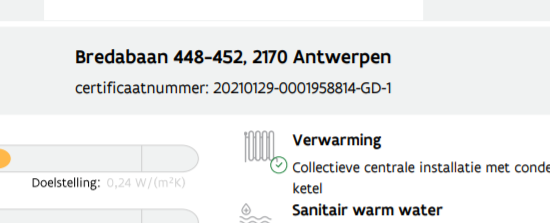 Bredabaan 448-452, 2170 Antwerpen
certificaatnummer: 20210129-0001958814-GD-1
Verwarming
Collectieve centrale installatie met conde
ketel
Doelstelling: 0,24 W/(m²K)
Sanitair warm water